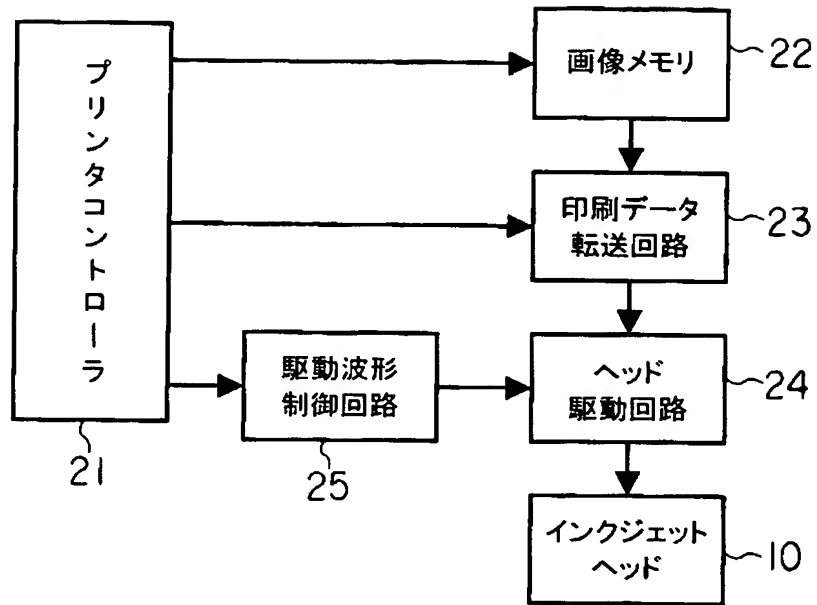 プリンタコントローラ
21
画像メモリ
22
印刷データ
転送回路
23
駆動波形
制御回路
25
ヘッド
駆動回路
24
インクジェット
ヘッド
10